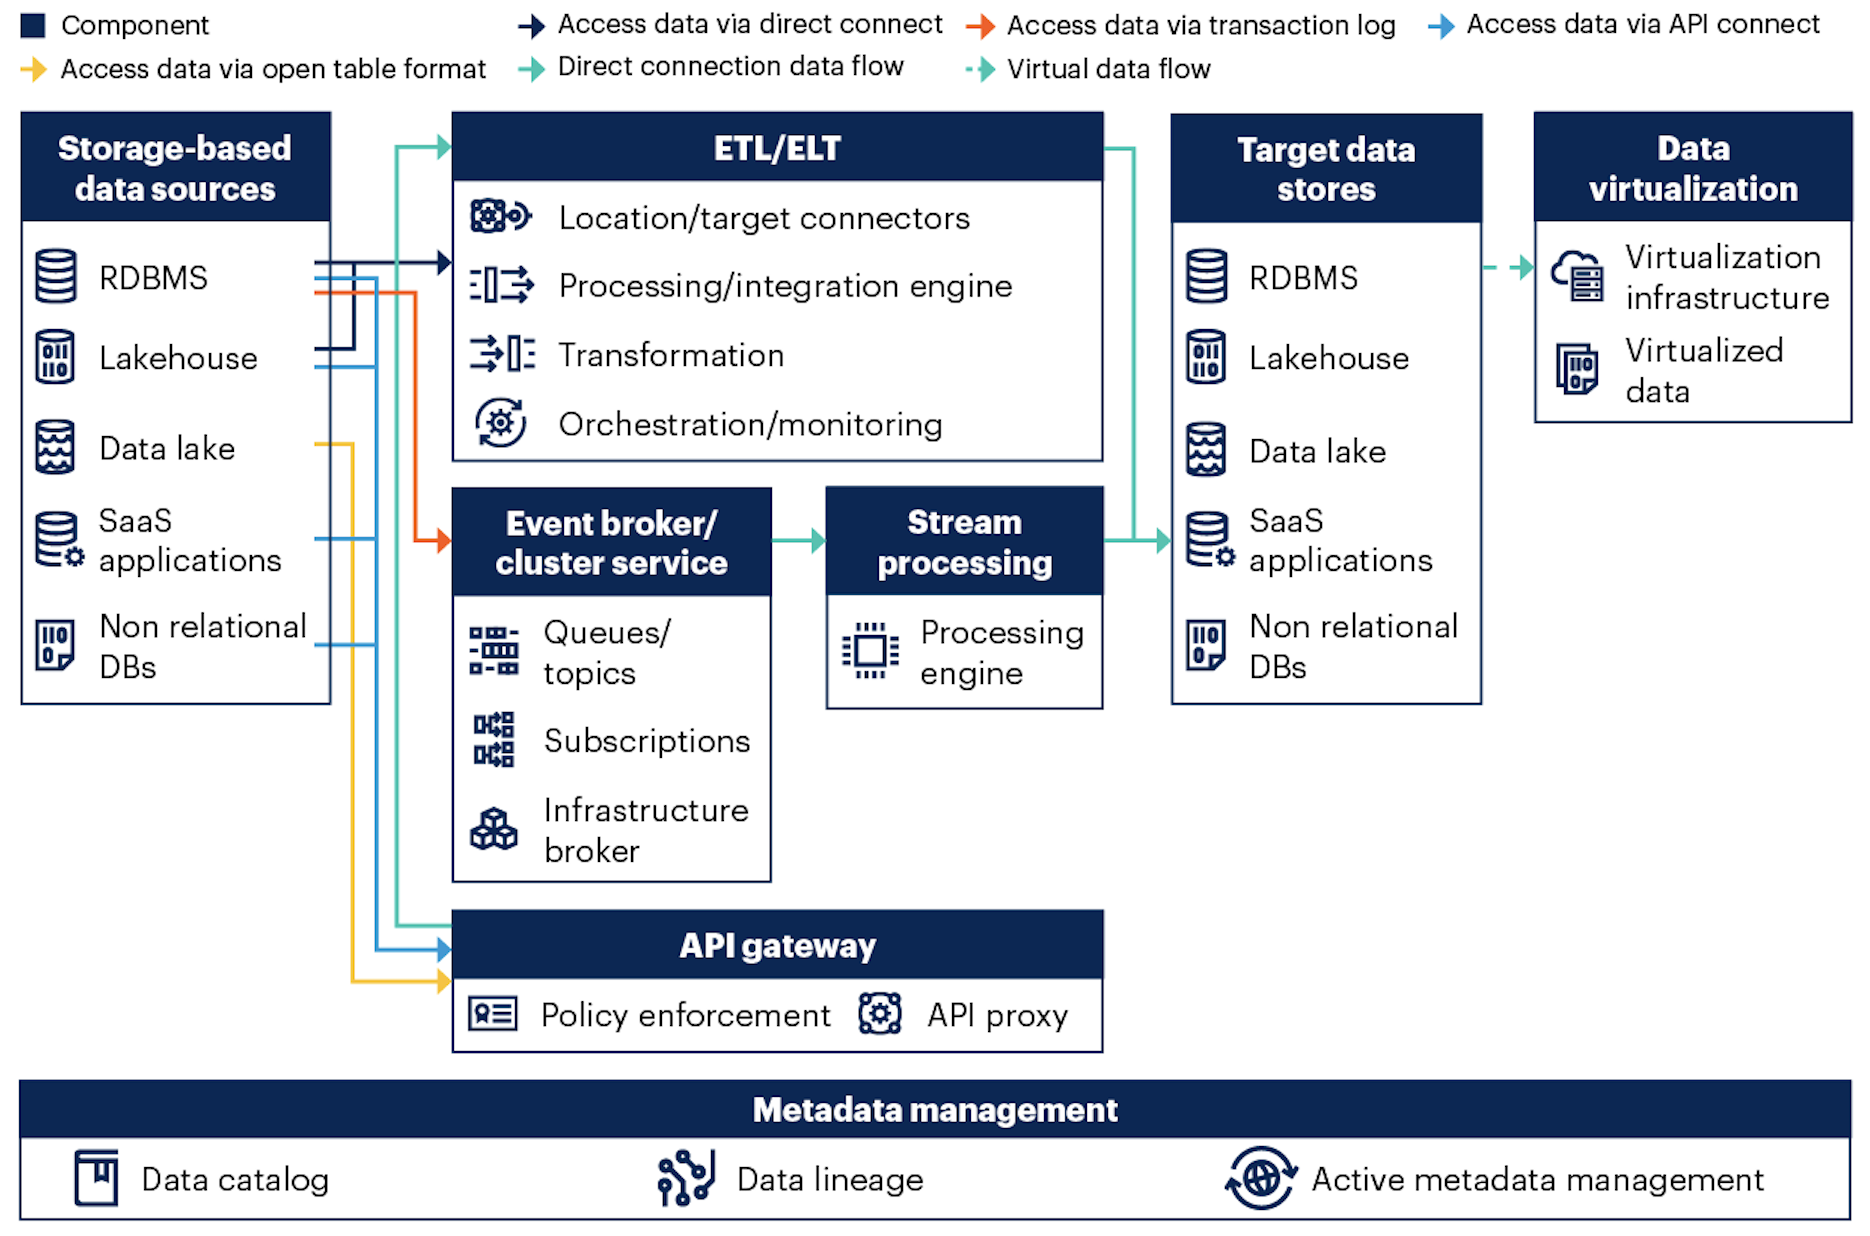 Component
Access data via direct connect
Access data via transaction log
Access data via API connect
Access data via open table format
Direct connection data flow
Virtual data flow
Storage-based
data sources
RDBMS
Lakehouse
Data lake
SaaS
applications
Non relational
DBs
ETL/ELT
Location/target connectors
Processing/integration engine
Transformation
Orchestration/monitoring
Event broker/
cluster service
Queues/
topics
Subscriptions
Infrastructure
broker
Stream
processing
Processing
engine
API gateway
Policy enforcement
API proxy
Target data
stores
RDBMS
Lakehouse
Data lake
SaaS
applications
Non relational
DBs
Data
virtualization
Virtualization
infrastructure
Virtualized
data
Metadata management
Data catalog
Data lineage
Active metadata management